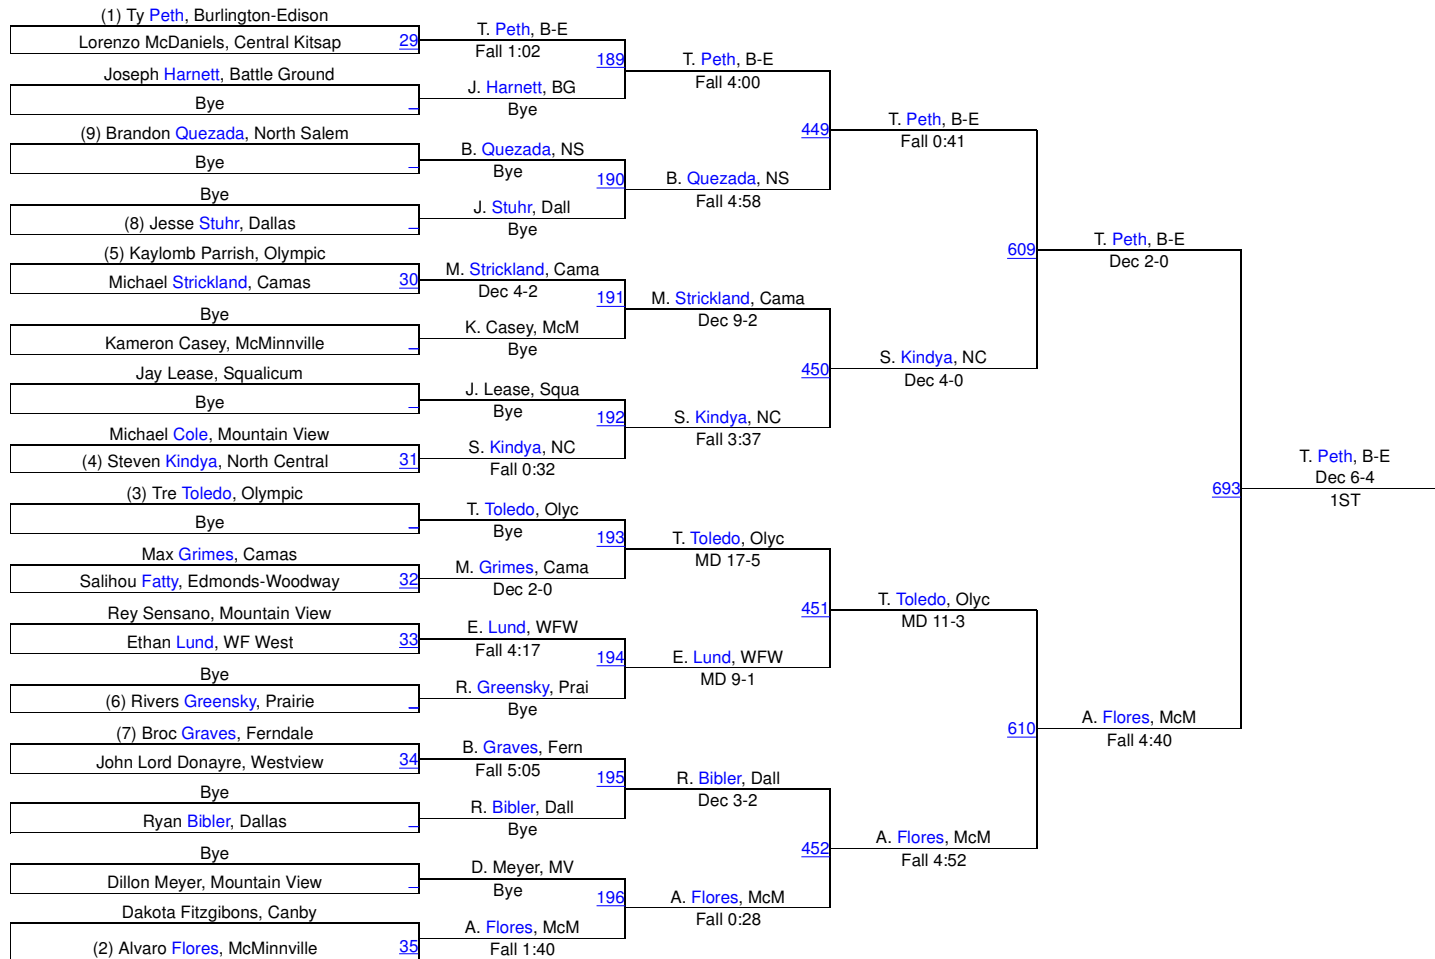 (1) Ty Peth, Burlington-Edison
Lorenzo McDaniels, Central Kitsap
29
Joseph Harnett, Battle Ground
Bye
(9) Brandon Quezada, North Salem
Bye
Bye
(8) Jesse Stuhr, Dallas
(5) Kaylomb Parrish, Olympic
Michael Strickland, Camas
30
Bye
Kameron Casey, McMinnville
Jay Lease, Squalicum
Bye
Michael Cole, Mountain View
(4) Steven Kindya, North Central
31
(3) Tre Toledo, Olympic
Bye
Max Grimes, Camas
Salihou Fatty, Edmonds-Woodway
32
Rey Sensano, Mountain View
Ethan Lund, WF West
33
Bye
(6) Rivers Greensky, Prairie
(7) Broc Graves, Ferndale
John Lord Donayre, Westview
34
Bye
Ryan Bibler, Dallas
Bye
Dillon Meyer, Mountain View
Dakota Fitzgibons, Canby
(2) Alvaro Flores, McMinnville
35
T. Peth, B-E
Fall 1:02
189
J. Harnett, BG
Bye
B. Quezada, NS
Bye
190
J. Stuhr, Dall
Bye
M. Strickland, Cama
Dec 4-2
191
K. Casey, McM
Bye
J. Lease, Squa
Bye
192
S. Kindya, NC
Fall 0:32
T. Toledo, Olyc
Bye
193
M. Grimes, Cama
Dec 2-0
E. Lund, WFW
Fall 4:17
194
R. Greensky, Prai
Bye
B. Graves, Fern
Fall 5:05
195
R. Bibler, Dall
Bye
D. Meyer, MV
Bye
196
A. Flores, McM
Fall 1:40
T. Peth, B-E
Fall 4:00
449
B. Quezada, NS
Fall 4:58
M. Strickland, Cama
Dec 9-2
450
S. Kindya, NC
Fall 3:37
T. Toledo, Olyc
MD 17-5
451
E. Lund, WFW
MD 9-1
R. Bibler, Dall
Dec 3-2
452
A. Flores, McM
Fall 0:28
T. Peth, B-E
Fall 0:41
609
S. Kindya, NC
Dec 4-0
T. Toledo, Olyc
MD 11-3
610
A. Flores, McM
Fall 4:52
T. Peth, B-E
Dec 2-0
693
A. Flores, McM
Fall 4:40
T. Peth, B-E
Dec 6-4
1ST